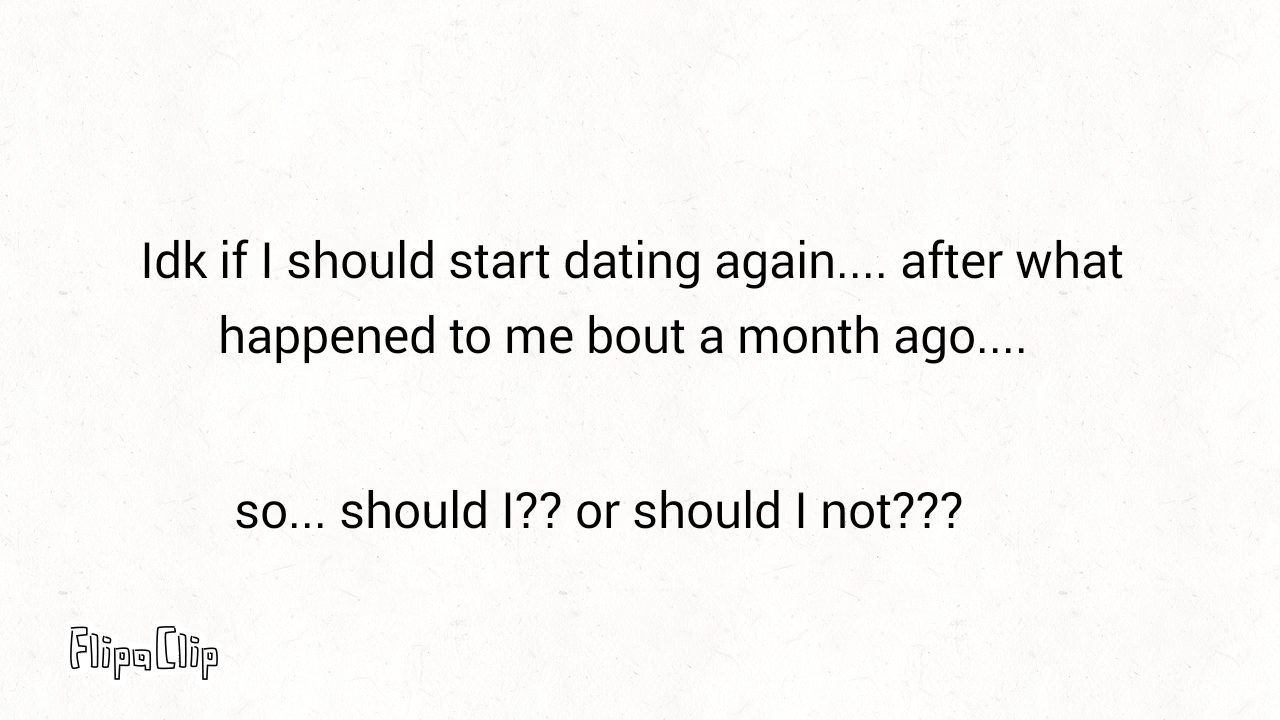 Idk if I should start dating again.... after what
happened to me bout a month ago....
so... should I?? or should I not???
FlipaClip